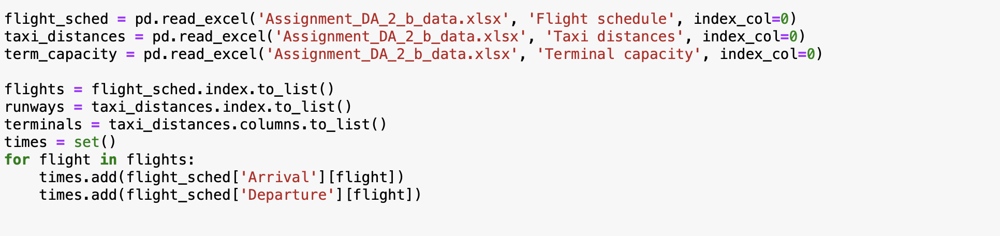 flight_sched = pd.read_excel('Assignment_DA_2_b_data.xlsx', 'Flight schedule', index_col=0)
taxi_distances = pd.read_excel('Assignment_DA_2_b_data.xlsx', 'Taxi distances', index_col=0)
term_capacity = pd.read_excel('Assignment_DA_2_b_data.xlsx', 'Terminal capacity', index_col=0)

flights = flight_sched.index.to_list()
runways = taxi_distances.index.to_list()
terminals = taxi_distances.columns.to_list()
times = set()
for flight in flights:
    times.add(flight_sched['Arrival'][flight])
    times.add(flight_sched['Departure'][flight])